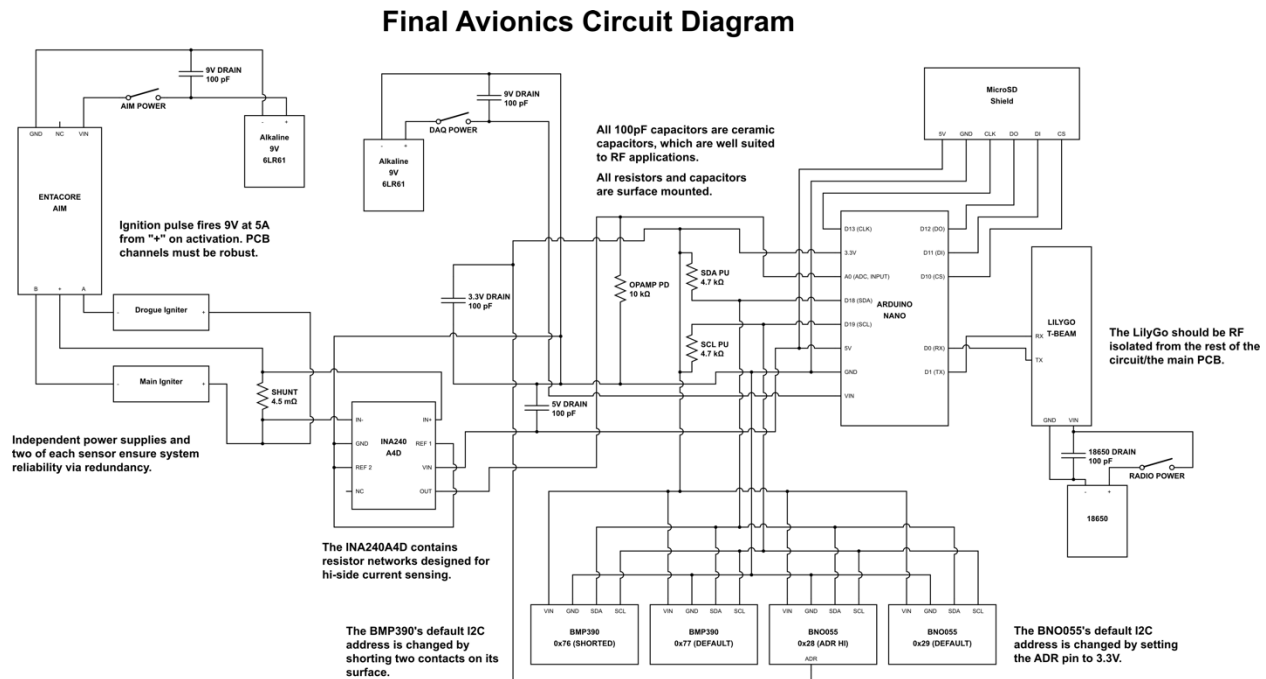 Final Avionics Circuit Diagram
9V DRAIN
100 pF
AIM POWER
GND NC VIN
- +
Alkaline
9V
6LR61
ENTACORE
AIM
B + A
Ignition pulse fires 9V at 5A
from "+" on activation. PCB
channels must be robust.
- Drogue Igniter +
- Main Igniter +
SHUNT
4.5 mΩ
Independent power supplies and
two of each sensor ensure system
reliability via redundancy.
9V DRAIN
100 pF
DAQ POWER
- +
Alkaline
9V
6LR61
All 100pF capacitors are ceramic
capacitors, which are well suited
to RF applications.
All resistors and capacitors
are surface mounted.
3.3V DRAIN
100 pF
OPAMP PD
10 kΩ
SDA PU
4.7 kΩ
SCL PU
4.7 kΩ
5V DRAIN
100 pF
IN- IN+
GND REF 1
INA240
A4D
REF 2 VIN
NC OUT
The INA240A4D contains
resistor networks designed for
hi-side current sensing.
MicroSD
Shield
5V GND CLK DO DI CS
D13 (CLK) D12 (DO)
3.3V D11 (DI)
A0 (ADC, INPUT) D10 (CS)
D18 (SDA)
ARDUINO
NANO
D19 (SCL)
5V D0 (RX)
GND D1 (TX)
VIN
LILYGO
T-BEAM
RX
TX
GND VIN
The LilyGo should be RF
isolated from the rest of the
circuit/the main PCB.
18650 DRAIN
100 pF
RADIO POWER
- +
18650
The BMP390's default I2C
address is changed by
shorting two contacts on its
surface.
VIN GND SDA SCL
BMP390
0x76 (SHORTED)
VIN GND SDA SCL
BMP390
0x77 (DEFAULT)
VIN GND SDA SCL
BNO055
0x28 (ADR HI)
ADR
VIN GND SDA SCL
BNO055
0x29 (DEFAULT)
The BNO055's default I2C
address is changed by setting
the ADR pin to 3.3V.